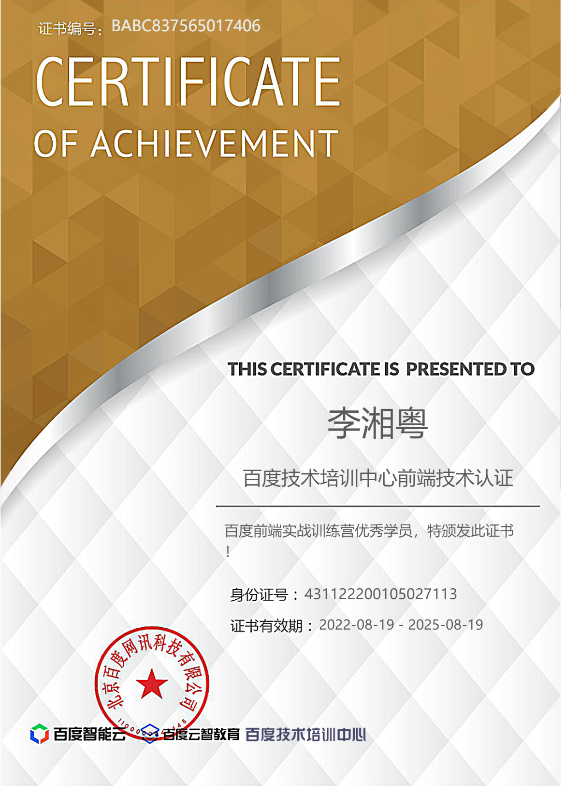 证书编号： BABC837565017406
CERTIFICATE
OF ACHIEVEMENT
THIS CERTIFICATE IS PRESENTED TO
李湘粤
百度技术培训中心前端技术认证
百度前端实战训练营优秀学员，特颁发此证书
！
身份证号： 431122200105027113
证书有效期： 2022-08-19 - 2025-08-19
北京百度网讯科技有限公司
百度智能云 百度云智教育 百度技术培训中心